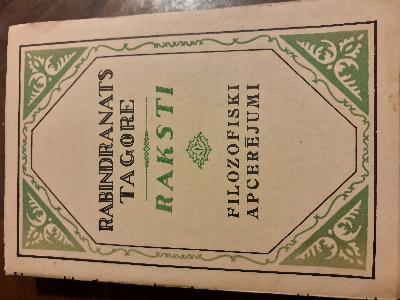 RABINDRANATS
TAGORE
RAKSTI
FILOZOFISKI
APCERĒJUMI